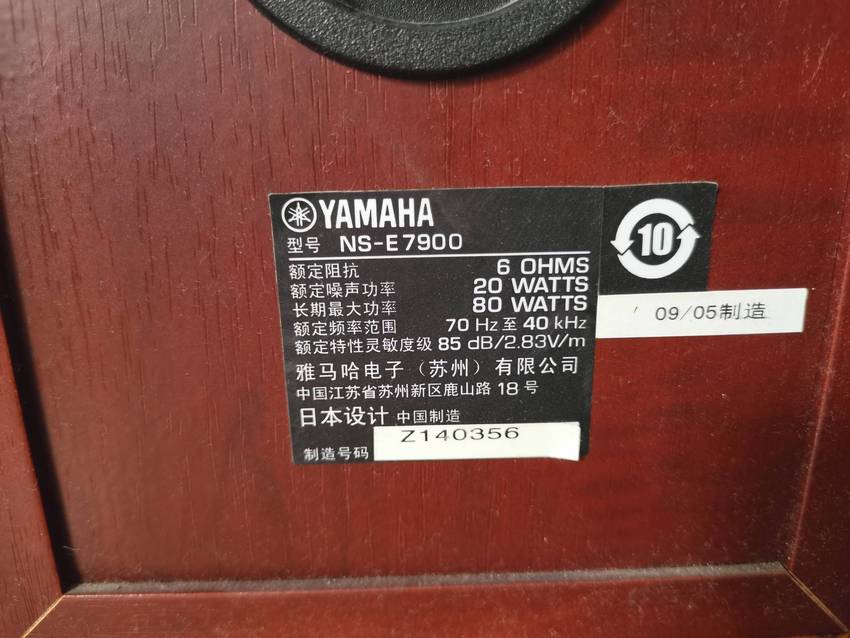 YAMAHA
型号 NS-E7900
额定阻抗 6 OHMS
额定噪声功率 20 WATTS
长期最大功率 80 WATTS
额定频率范围 70 Hz 至 40 kHz
额定特性灵敏度级 85 dB/2.83V/m
雅马哈电子（苏州）有限公司
中国江苏省苏州新区鹿山路 18 号
日本设计 中国制造
制造号码 Z140356
10
09/05制造